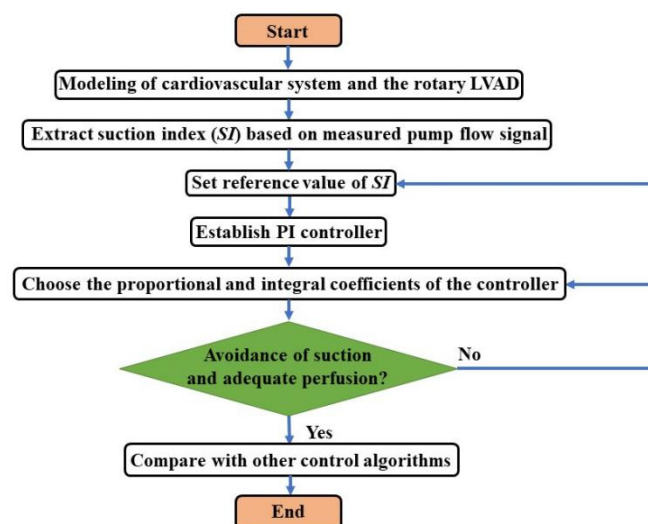 Start
Modeling of cardiovascular system and the rotary LVAD
Extract suction index (SI) based on measured pump flow signal
Set reference value of SI
Establish PI controller
Choose the proportional and integral coefficients of the controller
Avoidance of suction
and adequate perfusion?
No
Yes
Compare with other control algorithms
End